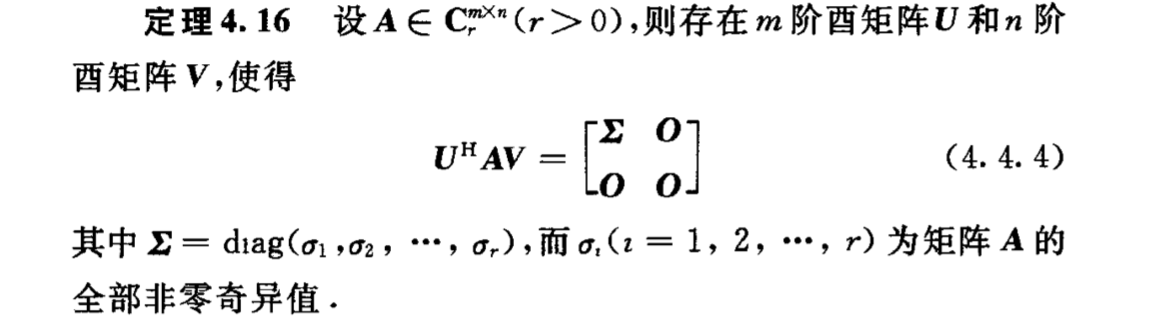 定理4.16 设 A ∈ C_r^{m×n} (r > 0),则存在 m 阶酉矩阵 U 和 n 阶
酉矩阵 V,使得
U^H AV = [Σ O; O O] (4.4.4)
其中 Σ = diag(σ₁,σ₂, ⋯, σ_r),而 σ_i (i = 1, 2, ⋯, r) 为矩阵 A 的
全部非零奇异值.